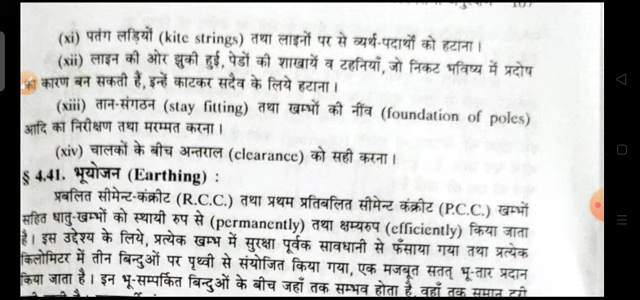 (xi) पतंग लड़ियों (kite strings) तथा लाइनों पर से व्यर्थ-पदार्थों को हटाना।
(xii) लाइन की ओर झुकी हुई, पेडों की शाखायें व टहनियाँ, जो निकट भविष्य में प्रदोष
का कारण बन सकती हैं, इन्हें काटकर सदैव के लिये हटाना।
(xiii) तान-संगठन (stay fitting) तथा खम्भों की नींव (foundation of poles)
आदि का निरीक्षण तथा मरम्मत करना।
(xiv) चालकों के बीच अन्तराल (clearance) को सही करना।
§ 4.41. भूयोजन (Earthing) :
प्रबलित सीमेन्ट-कंक्रीट (R.C.C.) तथा प्रथम प्रतिबलित सीमेंट कंक्रीट (P.C.C.) खम्भों
सहित धातु-खम्भों को स्थायी रुप से (permanently) तथा क्षम्यरुप (efficiently) किया जाता
है। इस उद्देश्य के लिये, प्रत्येक खम्भ में सुरक्षा पूर्वक सावधानी से फँसाया गया तथा प्रत्येक
किलोमिटर में तीन बिन्दुओं पर पृथ्वी से संयोजित किया गया, एक मजबूत सतत् भू-तार प्रदान
किया जाता है। इन भू-सम्पर्कित बिन्दुओं के बीच जहाँ तक सम्भव होता है, वहाँ तक समान दूरी